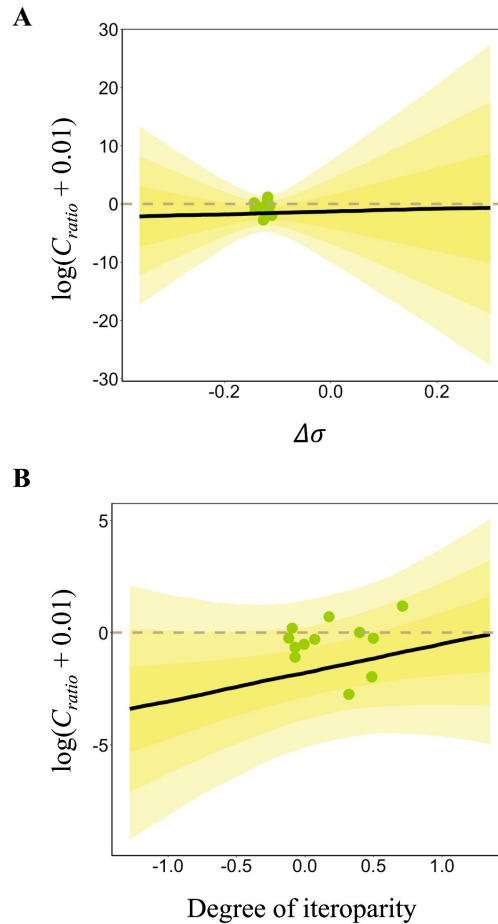 A
log(C_ratio + 0.01)
30
20
10
0
-10
-20
-30
-0.2 0.0 0.2
Δσ
B
log(C_ratio + 0.01)
5
0
-5
-1.0 -0.5 0.0 0.5 1.0
Degree of iteroparity